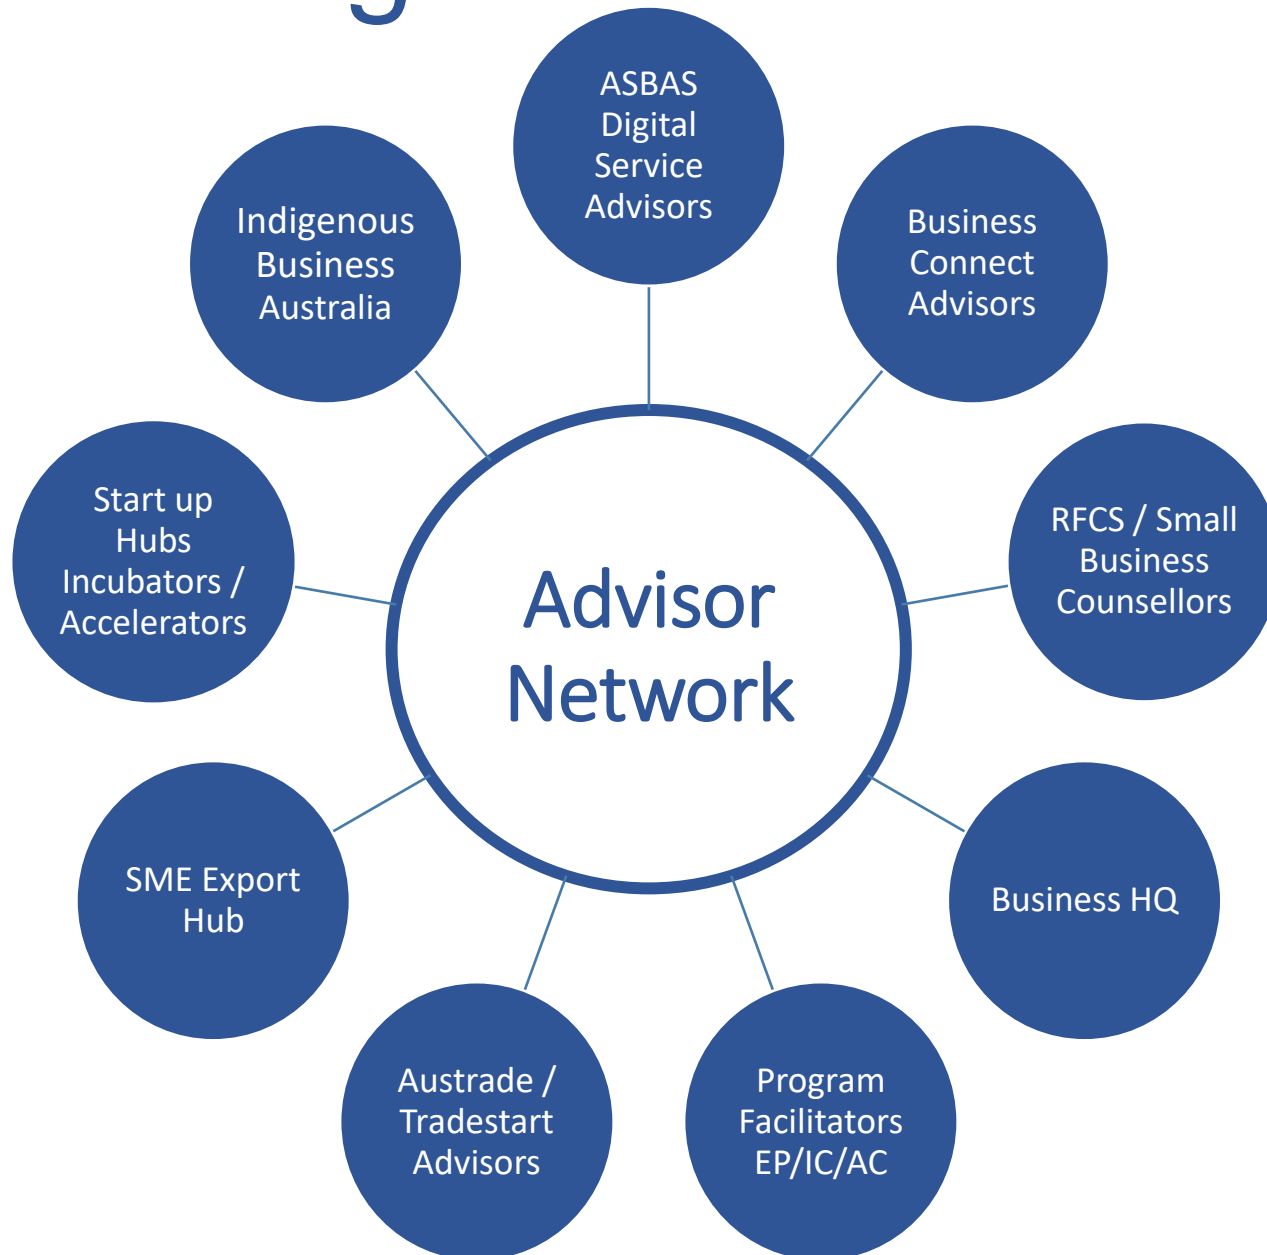 ASBAS
Digital
Service
Advisors
Business
Connect
Advisors
RFCS / Small
Business
Counsellors
Business HQ
Program
Facilitators
EP/IC/AC
Austrade /
Tradestart
Advisors
SME Export
Hub
Start up
Hubs
Incubators /
Accelerators
Indigenous
Business
Australia
Advisor
Network